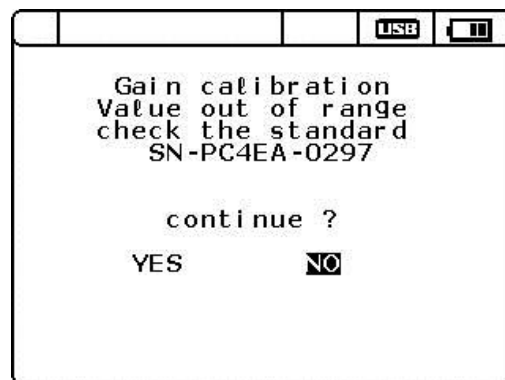 USB
Gain calibration
Value out of range
check the standard
SN-PC4EA-0297
continue ?
YES NO